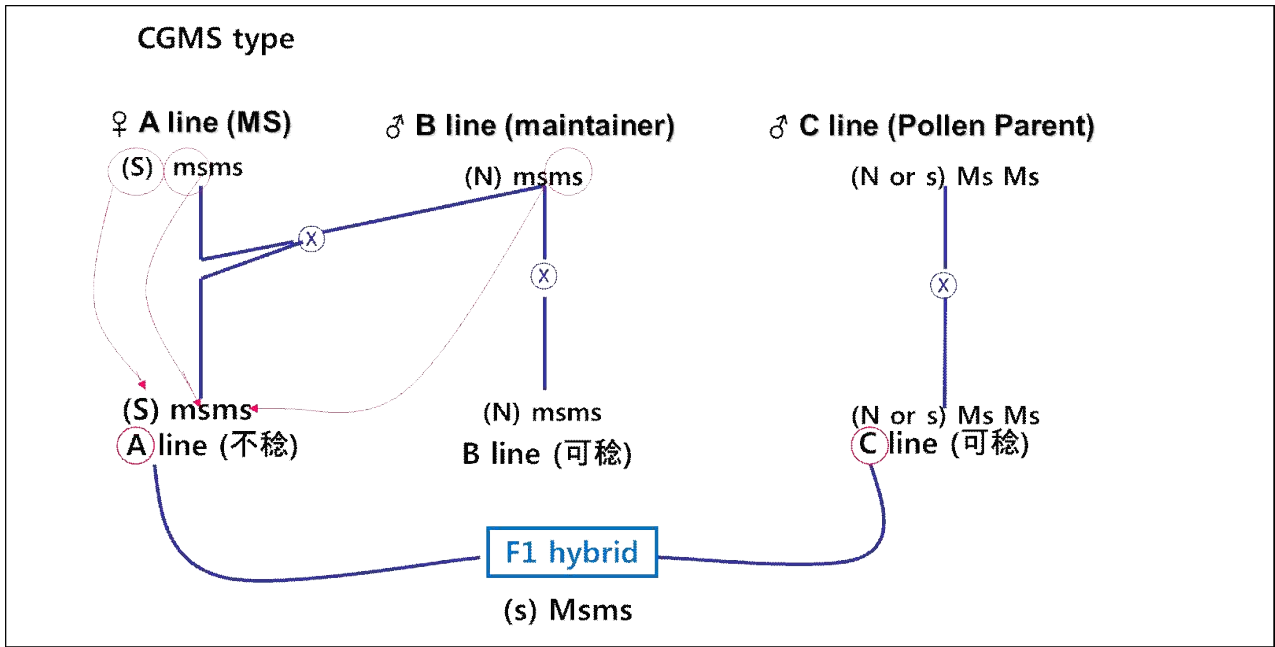 CGMS type
♀ A line (MS)
♂ B line (maintainer)
♂ C line (Pollen Parent)
(S) msms
(N) msms
(N or s) Ms Ms
X
X
X
(S) msms
A line (不稔)
(N) msms
B line (可稔)
(N or s) Ms Ms
C line (可稔)
F1 hybrid
(s) Msms